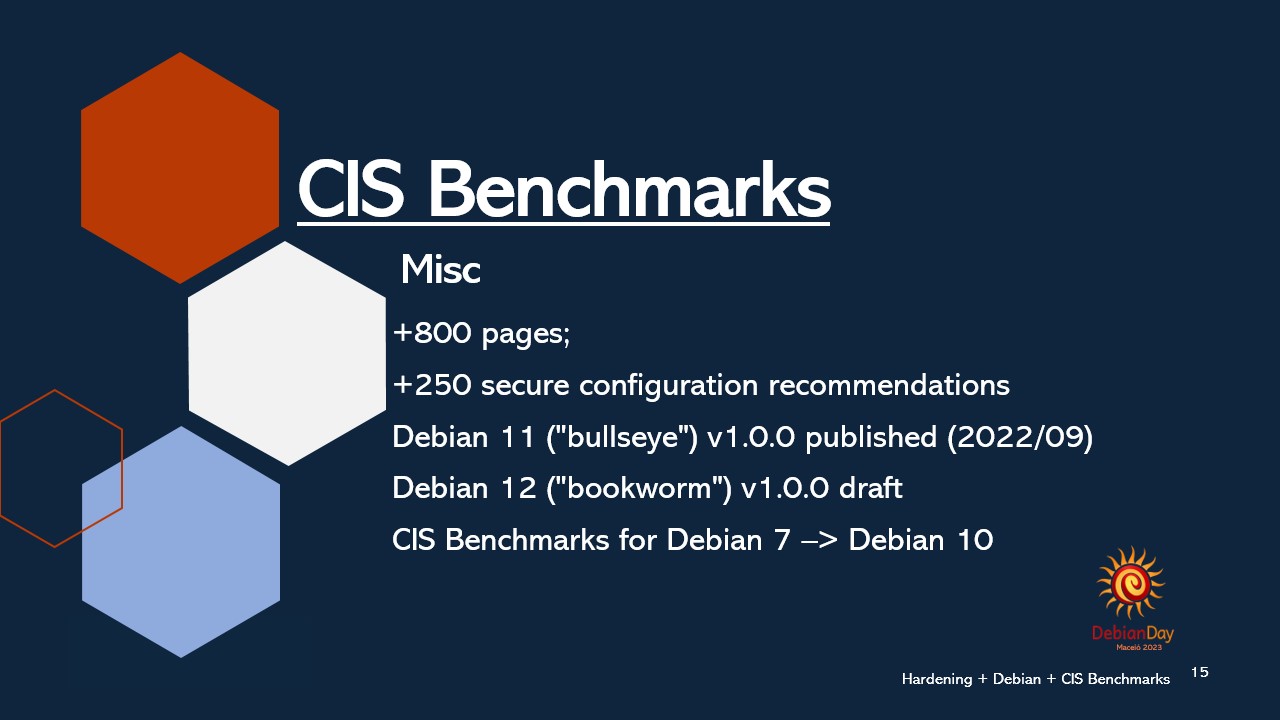 CIS Benchmarks
Misc
+800 pages;
+250 secure configuration recommendations
Debian 11 ("bullseye") v1.0.0 published (2022/09)
Debian 12 ("bookworm") v1.0.0 draft
CIS Benchmarks for Debian 7 –> Debian 10
DebianDay
Maceió 2023
Hardening + Debian + CIS Benchmarks
15